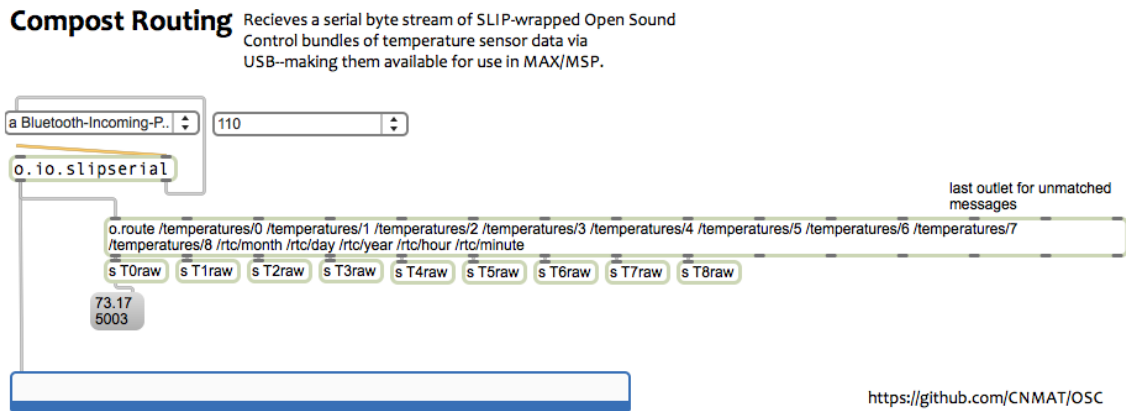 Compost Routing
Recieves a serial byte stream of SLIP-wrapped Open Sound
Control bundles of temperature sensor data via
USB--making them available for use in MAX/MSP.
a Bluetooth-Incoming-P..
110
o.io.slipserial
last outlet for unmatched
messages
o.route /temperatures/0 /temperatures/1 /temperatures/2 /temperatures/3 /temperatures/4 /temperatures/5 /temperatures/6 /temperatures/7
/temperatures/8 /rtc/month /rtc/day /rtc/year /rtc/hour /rtc/minute
s T0raw
s T1raw
s T2raw
s T3raw
s T4raw
s T5raw
s T6raw
s T7raw
s T8raw
73.17
5003
https://github.com/CNMAT/OSC